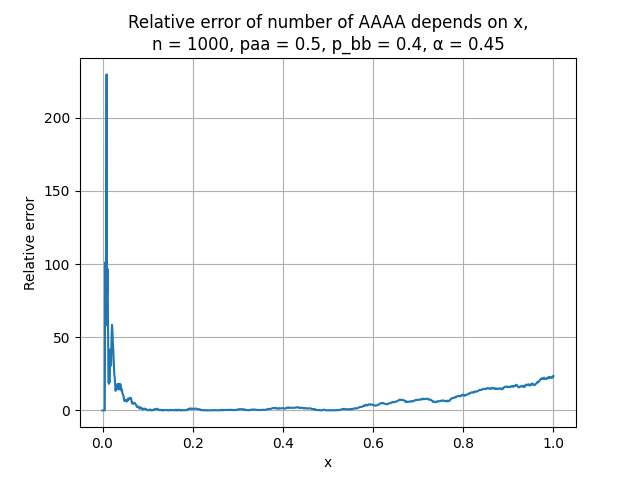 Relative error of number of AAAA depends on x,
n = 1000, paa = 0.5, p_bb = 0.4, α = 0.45
200
150
100
50
0
Relative error
0.0 0.2 0.4 0.6 0.8 1.0
x